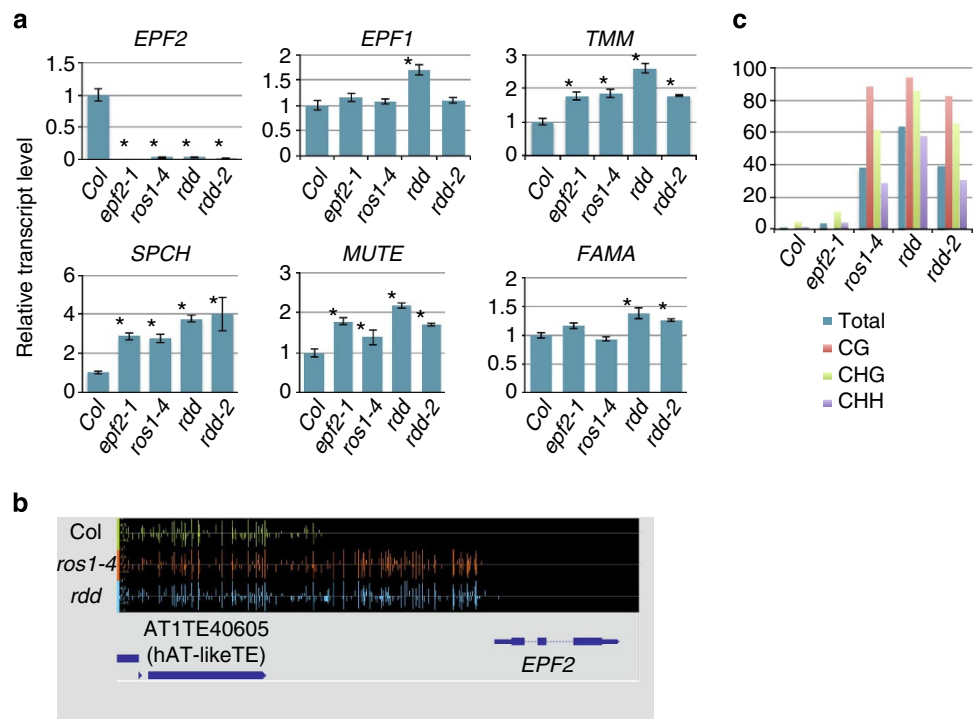 a
EPF2
EPF1
TMM
c
Relative transcript level
1.5
1
0.5
0
* * * *
Col
epf2-1
ros1-4
rdd
rdd-2
2
1.5
1
0.5
0
*
Col
epf2-1
ros1-4
rdd
rdd-2
3
2
1
0
* * * *
Col
epf2-1
ros1-4
rdd
rdd-2
100
80
60
40
20
0
Col
epf2-1
ros1-4
rdd
rdd-2
Total
CG
CHG
CHH
SPCH
MUTE
FAMA
6
4
2
0
* * * *
Col
epf2-1
ros1-4
rdd
rdd-2
3
2
1
0
* * * *
Col
epf2-1
ros1-4
rdd
rdd-2
2
1.5
1
0.5
0
* *
Col
epf2-1
ros1-4
rdd
rdd-2
b
Col
ros1-4
rdd
AT1TE40605
(hAT-likeTE)
EPF2